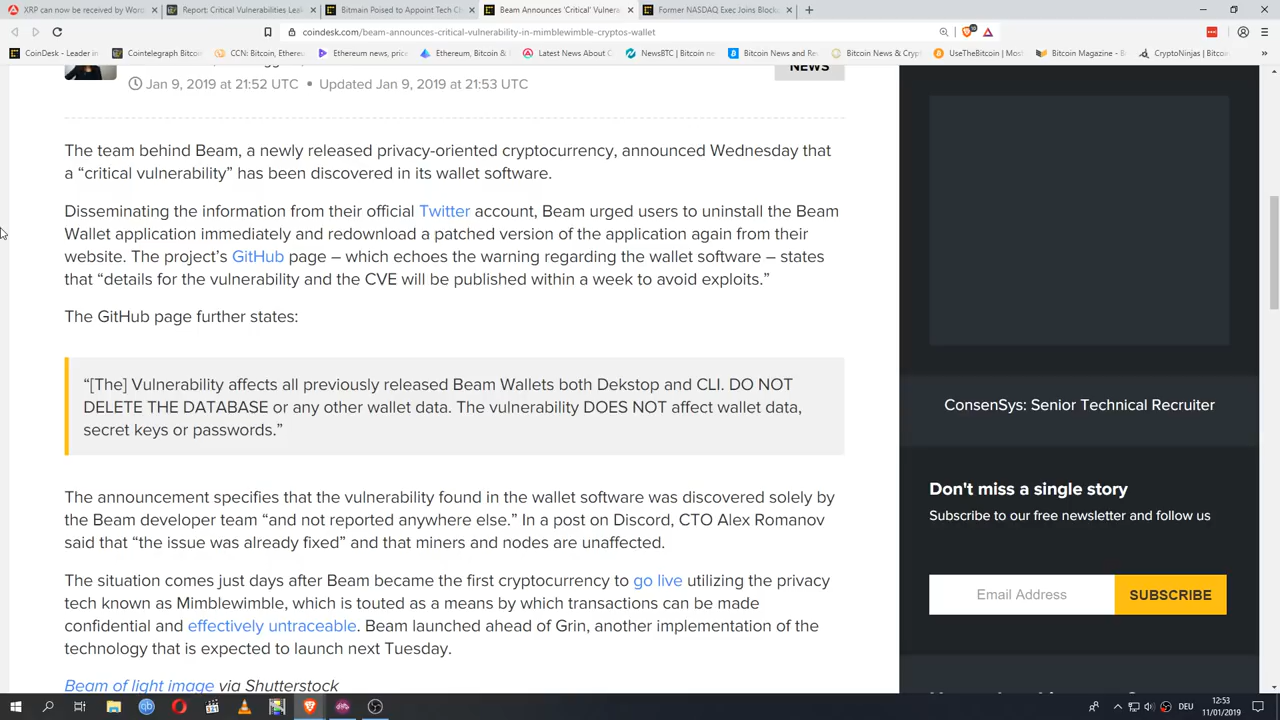 XRP can now be received by Wor
Report: Critical Vulnerabilities Leak
Bitmain Poised to Appoint Tech Ch
Beam Announces 'Critical' Vulnera
Former NASDAQ Exec Joins Blocks
coindesk.com/beam-announces-critical-vulnerability-in-mimblewimble-cryptos-wallet
CoinDesk - Leader in
Cointelegraph Bitcoi
CCN: Bitcoin, Ethereu
Ethereum news, price
Ethereum, Bitcoin &
Latest News About C
NewsBTC | Bitcoin ne
Bitcoin News and Re
Bitcoin News & Cryp
UseTheBitcoin | Most
Bitcoin Magazine - B
CryptoNinjas | Bitcoin
NEWS
Jan 9, 2019 at 21:52 UTC • Updated Jan 9, 2019 at 21:53 UTC
The team behind Beam, a newly released privacy-oriented cryptocurrency, announced Wednesday that
a “critical vulnerability” has been discovered in its wallet software.
Disseminating the information from their official Twitter account, Beam urged users to uninstall the Beam
Wallet application immediately and redownload a patched version of the application again from their
website. The project’s GitHub page – which echoes the warning regarding the wallet software – states
that “details for the vulnerability and the CVE will be published within a week to avoid exploits.”
The GitHub page further states:
“[The] Vulnerability affects all previously released Beam Wallets both Dekstop and CLI. DO NOT
DELETE THE DATABASE or any other wallet data. The vulnerability DOES NOT affect wallet data,
secret keys or passwords.”
The announcement specifies that the vulnerability found in the wallet software was discovered solely by
the Beam developer team “and not reported anywhere else.” In a post on Discord, CTO Alex Romanov
said that “the issue was already fixed” and that miners and nodes are unaffected.
The situation comes just days after Beam became the first cryptocurrency to go live utilizing the privacy
tech known as Mimblewimble, which is touted as a means by which transactions can be made
confidential and effectively untraceable. Beam launched ahead of Grin, another implementation of the
technology that is expected to launch next Tuesday.
Beam of light image via Shutterstock
ConsenSys: Senior Technical Recruiter
Don't miss a single story
Subscribe to our free newsletter and follow us
Email Address
SUBSCRIBE
DEU
12:53
11/01/2019